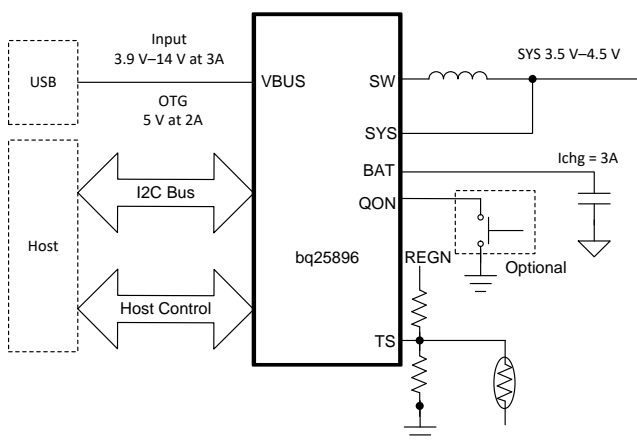 Input
3.9 V–14 V at 3A
SYS 3.5 V–4.5 V
USB
VBUS
SW
OTG
5 V at 2A
SYS
Ichg = 3A
BAT
I2C Bus
QON
Host
bq25896
REGN
Optional
Host Control
TS